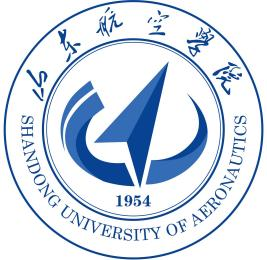 山东航空学院
1954
SHANDONG UNIVERSITY OF AERONAUTICS